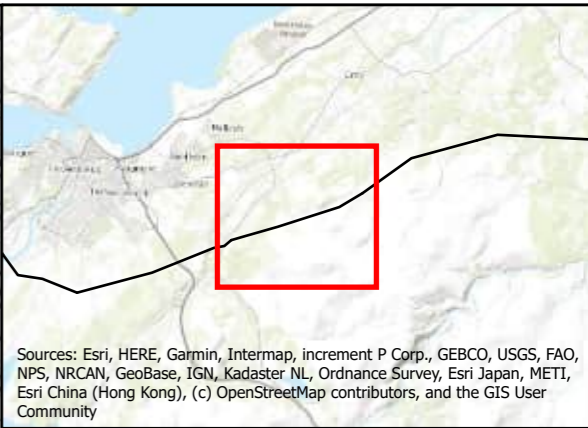 Sources: Esri, HERE, Garmin, Intermap, increment P Corp., GEBCO, USGS, FAO,
NPS, NRCAN, GeoBase, IGN, Kadaster NL, Ordnance Survey, Esri Japan, METI,
Esri China (Hong Kong), (c) OpenStreetMap contributors, and the GIS User
Community